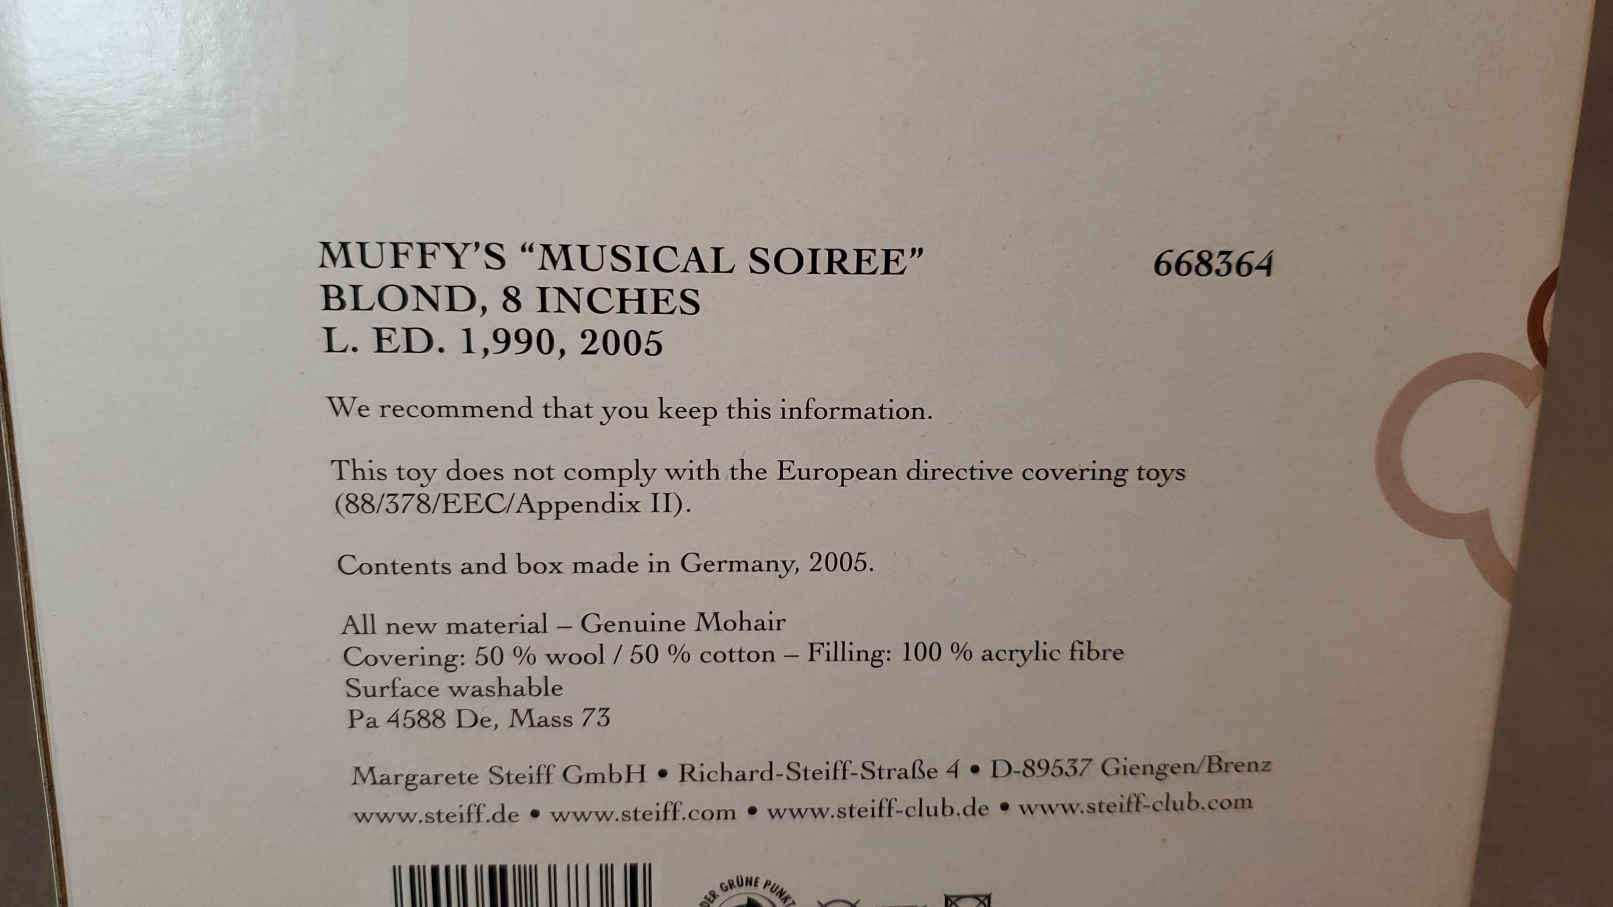 MUFFY'S “MUSICAL SOIREE” 668364
BLOND, 8 INCHES
L. ED. 1,990, 2005
We recommend that you keep this information.
This toy does not comply with the European directive covering toys
(88/378/EEC/Appendix II).
Contents and box made in Germany, 2005.
All new material – Genuine Mohair
Covering: 50 % wool / 50 % cotton – Filling: 100 % acrylic fibre
Surface washable
Pa 4588 De, Mass 73
Margarete Steiff GmbH • Richard-Steiff-Straße 4 • D-89537 Giengen/Brenz
www.steiff.de • www.steiff.com • www.steiff-club.de • www.steiff-club.com
DER GRÜNE PUNKT